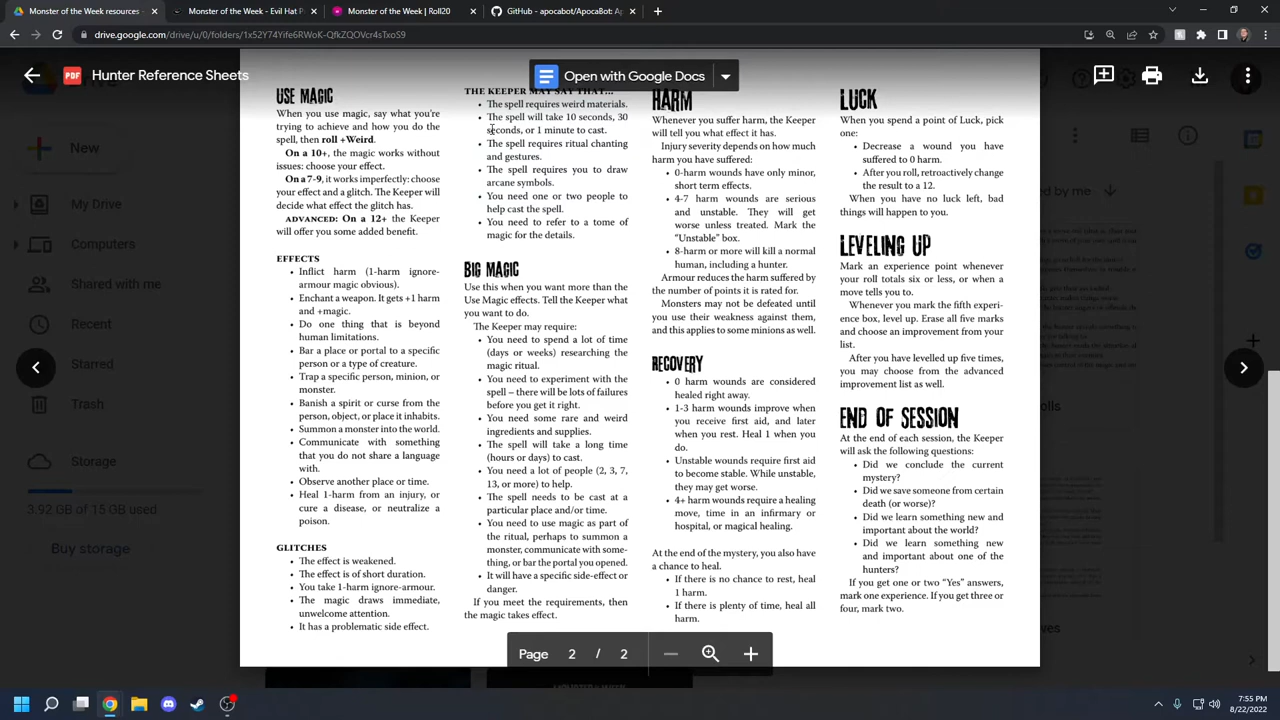 Monster of the Week - Evil Hat P
Monster of the Week | Roll20
GitHub - apocabot/ApocaBot: Ap
drive.google.com/drive/u/0/folders/1x52Y74Yife6RWoK-QfkZQOVcr4sTxoS9
PDF
Hunter Reference Sheets
Open with Google Docs
New
My Drive
Computers
Shared with me
Recent
Starred
Trash
Storage
3.92 GB of 15 GB used
Buy storage
USE MAGIC
When you use magic, say what you're
trying to achieve and how you do the
spell, then roll +Weird.
On a 10+, the magic works without
issues: choose your effect.
On a 7-9, it works imperfectly: choose
your effect and a glitch. The Keeper will
decide what effect the glitch has.
ADVANCED: On a 12+ the Keeper
will offer you some added benefit.
EFFECTS
• Inflict harm (1-harm ignore-
armour magic obvious).
• Enchant a weapon. It gets +1 harm
and +magic.
• Do one thing that is beyond
human limitations.
• Bar a place or portal to a specific
person or a type of creature.
• Trap a specific person, minion, or
monster.
• Banish a spirit or curse from the
person, object, or place it inhabits.
• Summon a monster into the world.
• Communicate with something
that you do not share a language
with.
• Observe another place or time.
• Heal 1-harm from an injury, or
cure a disease, or neutralize a
poison.
GLITCHES
• The effect is weakened.
• The effect is of short duration.
• You take 1-harm ignore-armour.
• The magic draws immediate,
unwelcome attention.
• It has a problematic side effect.
THE KEEPER MAY SAY THAT...
• The spell requires weird materials.
• The spell will take 10 seconds, 30
seconds, or 1 minute to cast.
• The spell requires ritual chanting
and gestures.
• The spell requires you to draw
arcane symbols.
• You need one or two people to
help cast the spell.
• You need to refer to a tome of
magic for the details.
BIG MAGIC
Use this when you want more than the
Use Magic effects. Tell the Keeper what
you want to do.
The Keeper may require:
• You need to spend a lot of time
(days or weeks) researching the
magic ritual.
• You need to experiment with the
spell – there will be lots of failures
before you get it right.
• You need some rare and weird
ingredients and supplies.
• The spell will take a long time
(hours or days) to cast.
• You need a lot of people (2, 3, 7,
13, or more) to help.
• The spell needs to be cast at a
particular place and/or time.
• You need to use magic as part of
the ritual, perhaps to summon a
monster, communicate with some-
thing, or bar the portal you opened.
• It will have a specific side-effect or
danger.
If you meet the requirements, then
the magic takes effect.
HARM
Whenever you suffer harm, the Keeper
will tell you what effect it has.
Injury severity depends on how much
harm you have suffered:
• 0-harm wounds have only minor,
short term effects.
• 4-7 harm wounds are serious
and unstable. They will get
worse unless treated. Mark the
“Unstable” box.
• 8-harm or more will kill a normal
human, including a hunter.
Armour reduces the harm suffered by
the number of points it is rated for.
Monsters may not be defeated until
you use their weakness against them,
and this applies to some minions as well.
RECOVERY
• 0 harm wounds are considered
healed right away.
• 1-3 harm wounds improve when
you receive first aid, and later
when you rest. Heal 1 when you
do.
• Unstable wounds require first aid
to become stable. While unstable,
they may get worse.
• 4+ harm wounds require a healing
move, time in an infirmary or
hospital, or magical healing.
At the end of the mystery, you also have
a chance to heal.
• If there is no chance to rest, heal
1 harm.
• If there is plenty of time, heal all
harm.
LUCK
When you spend a point of Luck, pick
one:
• Decrease a wound you have
suffered to 0 harm.
• After you roll, retroactively change
the result to a 12.
When you have no luck left, bad
things will happen to you.
LEVELING UP
Mark an experience point whenever
your roll totals six or less, or when a
move tells you to.
Whenever you mark the fifth experi-
ence box, level up. Erase all five marks
and choose an improvement from your
list.
After you have levelled up five times,
you may choose from the advanced
improvement list as well.
END OF SESSION
At the end of each session, the Keeper
will ask the following questions:
• Did we conclude the current
mystery?
• Did we save someone from certain
death (or worse)?
• Did we learn something new and
important about the world?
• Did we learn something new
and important about one of the
hunters?
If you get one or two “Yes” answers,
mark one experience. If you get three or
four, mark two.
Page 2 / 2
7:55 PM
8/22/2022